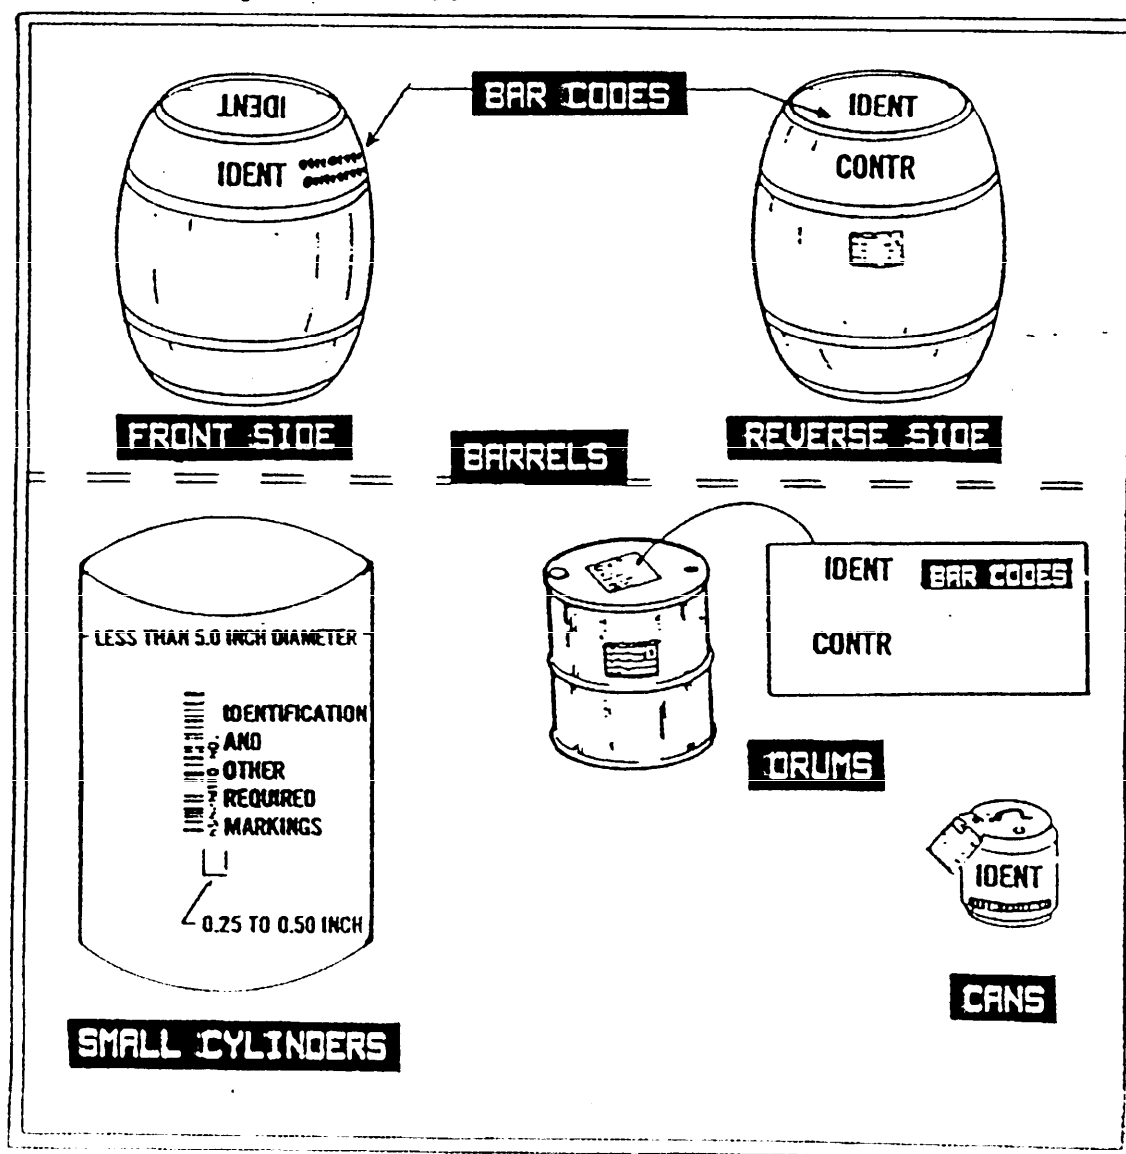 BAR CODES
IDENT
IDENT
IDENT
CONTR
FRONT SIDE
REVERSE SIDE
BARRELS
LESS THAN 5.0 INCH DIAMETER
IDENTIFICATION
AND
OTHER
REQUIRED
MARKINGS
0.25 TO 0.50 INCH
SMALL CYLINDERS
IDENT BAR CODES
CONTR
DRUMS
IDENT
CANS